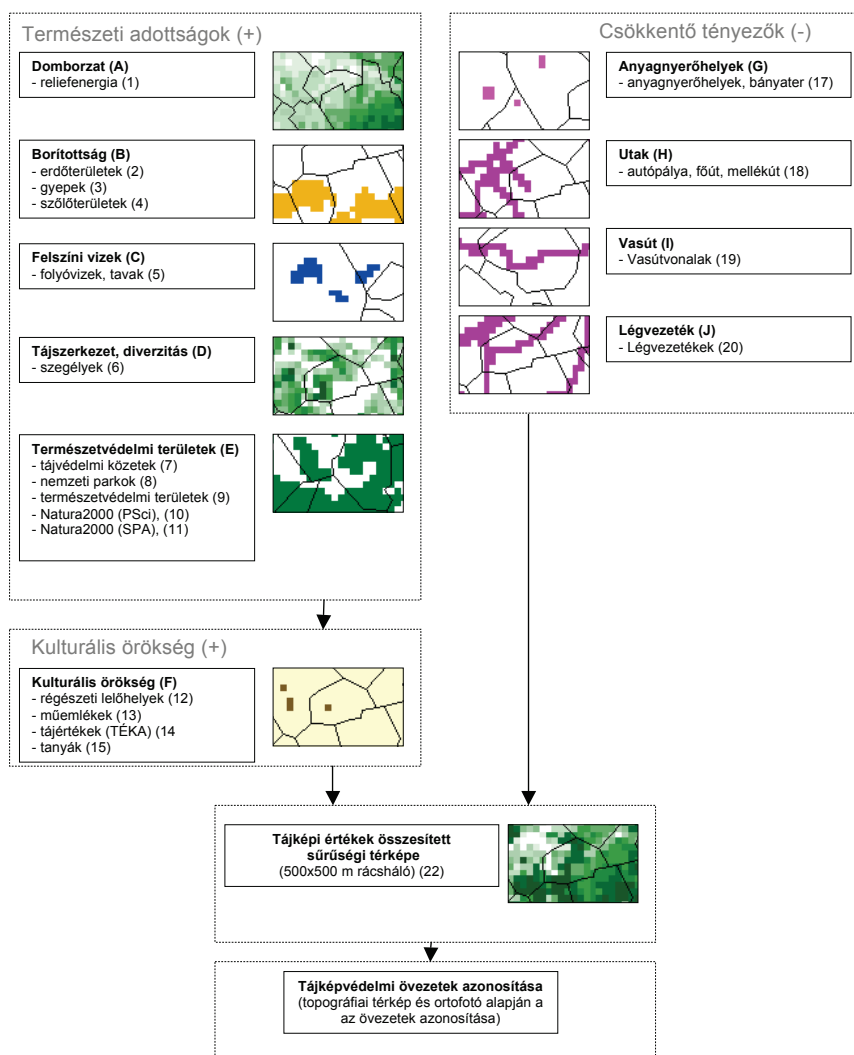 Természeti adottságok (+)
Domborzat (A)
- reliefenergia (1)
Borítottság (B)
- erdőterületek (2)
- gyepek (3)
- szőlőterületek (4)
Felszíni vizek (C)
- folyóvizek, tavak (5)
Tájszerkezet, diverzitás (D)
- szegélyek (6)
Természetvédelmi területek (E)
- tájvédelmi közetek (7)
- nemzeti parkok (8)
- természetvédelmi területek (9)
- Natura2000 (PSci), (10)
- Natura2000 (SPA), (11)
Csökkentő tényezők (-)
Anyagnyerőhelyek (G)
- anyagnyerőhelyek, bányater (17)
Utak (H)
- autópálya, főút, mellékút (18)
Vasút (I)
- Vasútvonalak (19)
Légvezeték (J)
- Légvezetékek (20)
Kulturális örökség (+)
Kulturális örökség (F)
- régészeti lelőhelyek (12)
- műemlékek (13)
- tájértékek (TÉKA) (14
- tanyák (15)
Tájképi értékek összesített
sűrűségi térképe
(500x500 m rácsháló) (22)
Tájképvédelmi övezetek azonosítása
(topográfiai térkép és ortofotó alapján a
az övezetek azonosítása)